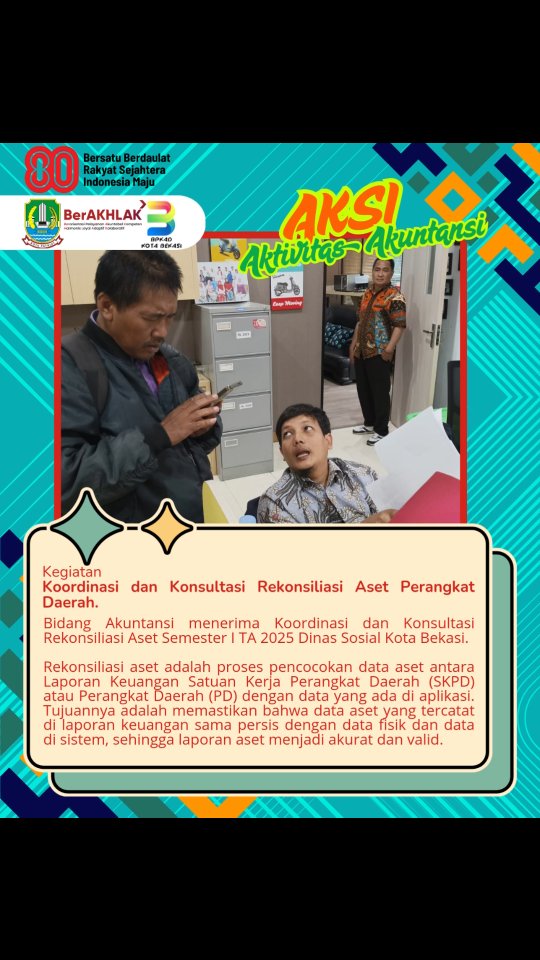 80 Bersatu Berdaulat
Rakyat Sejahtera
Indonesia Maju
BerAKHLAK
BPKAD
KOTA BEKASI
AKSI
Aktivitas- Akuntansi
Keep Moving
Kegiatan
Koordinasi dan Konsultasi Rekonsiliasi Aset Perangkat
Daerah.
Bidang Akuntansi menerima Koordinasi dan Konsultasi
Rekonsiliasi Aset Semester I TA 2025 Dinas Sosial Kota Bekasi.
Rekonsiliasi aset adalah proses pencocokan data aset antara
Laporan Keuangan Satuan Kerja Perangkat Daerah (SKPD)
atau Perangkat Daerah (PD) dengan data yang ada di aplikasi.
Tujuannya adalah memastikan bahwa data aset yang tercatat
di laporan keuangan sama persis dengan data fisik dan data
di sistem, sehingga laporan aset menjadi akurat dan valid.